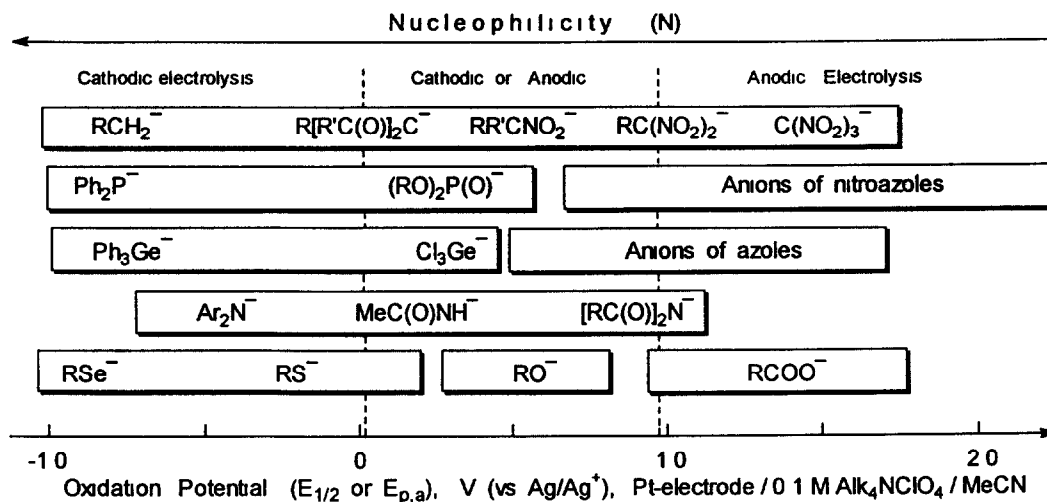 Nucleophilicity (N)
Cathodic electrolysis Cathodic or Anodic Anodic Electrolysis
RCH₂⁻ R[R'C(O)]₂C⁻ RR'CNO₂⁻ RC(NO₂)₂⁻ C(NO₂)₃⁻
Ph₂P⁻ (RO)₂P(O)⁻ Anions of nitroazoles
Ph₃Ge⁻ Cl₃Ge⁻ Anions of azoles
Ar₂N⁻ MeC(O)NH⁻ [RC(O)]₂N⁻
RSe⁻ RS⁻ RO⁻ RCOO⁻
-1 0 0 1 0 2 0
Oxidation Potential (E1/2 or Ep,a), V (vs Ag/Ag⁺), Pt-electrode / 0 1 M Alk₄NClO₄ / MeCN